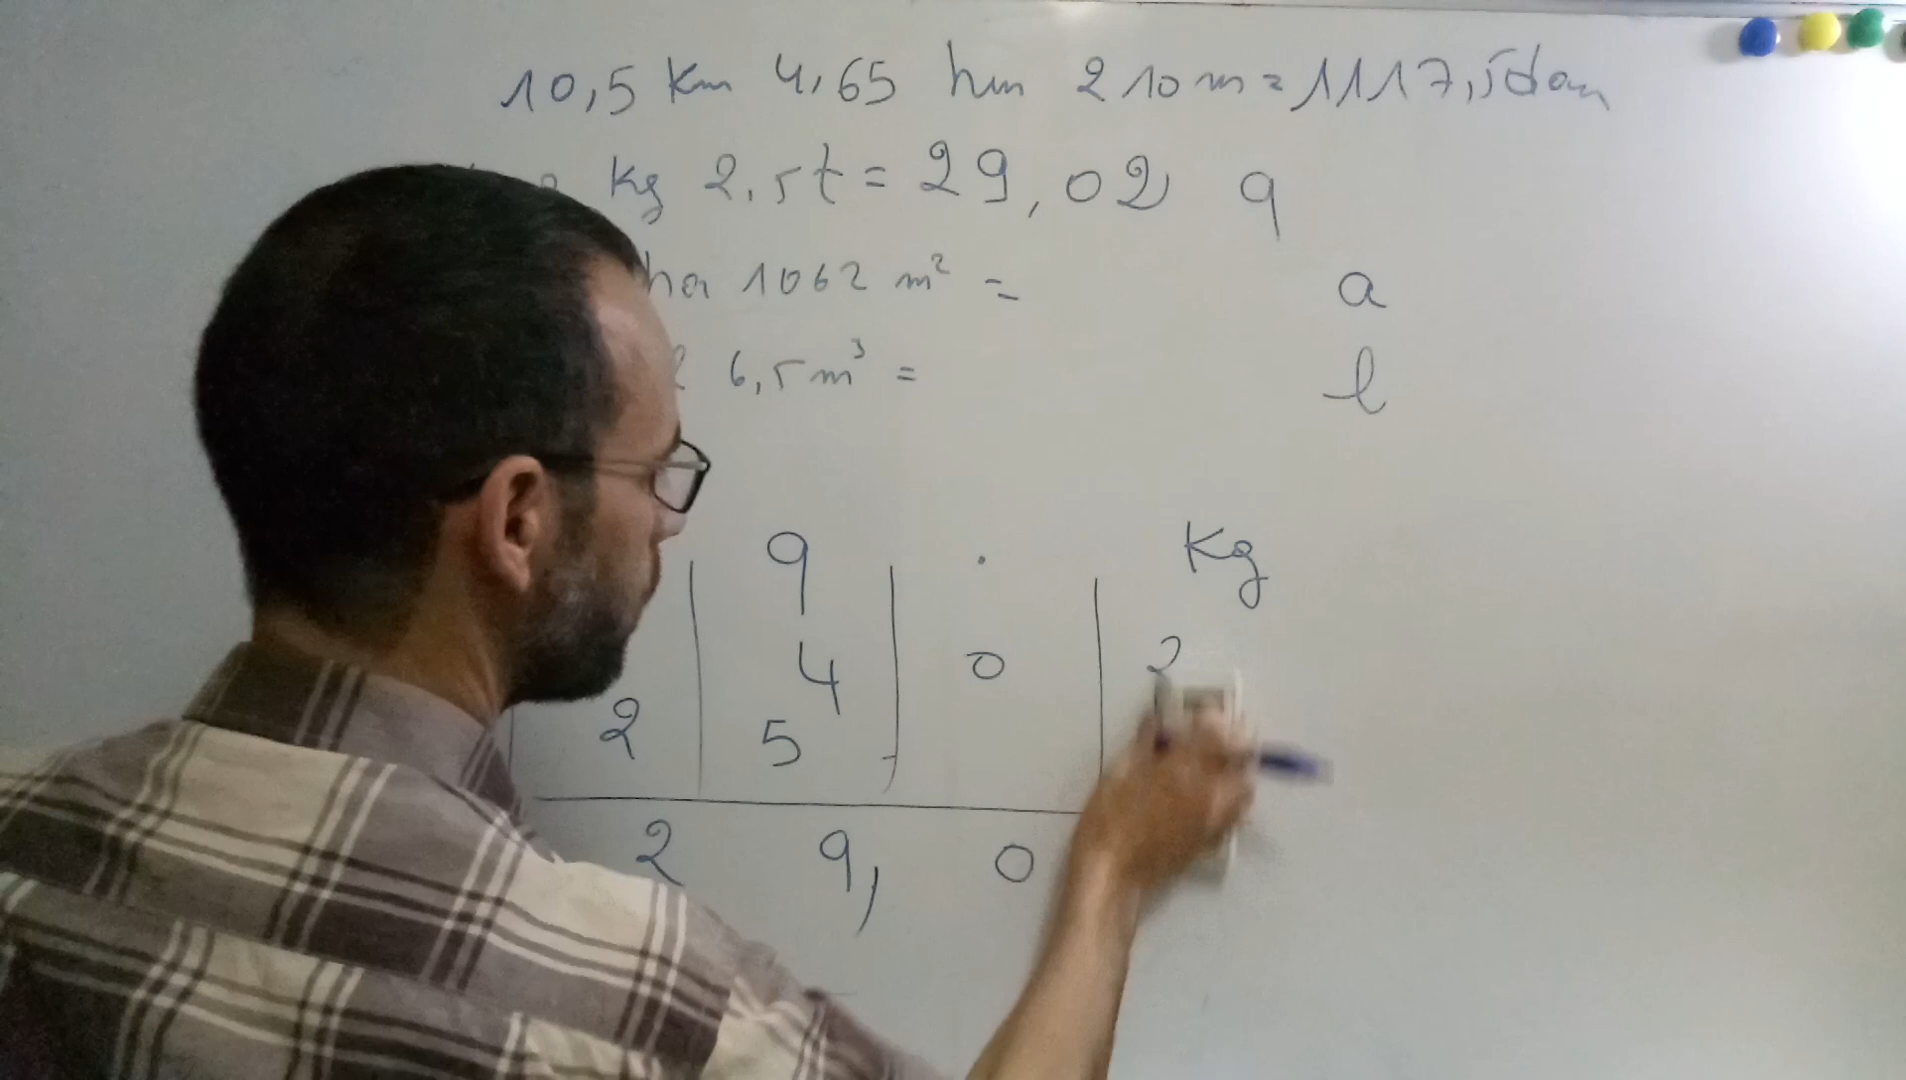 10,5 Km 4,65 hm 210 m = 1117,5 dam
Kg 2,5 t = 29,02 q
ha 1062 m² = a
6,5 m³ = l
q . Kg
4 0 2
2 5
2 9, 0